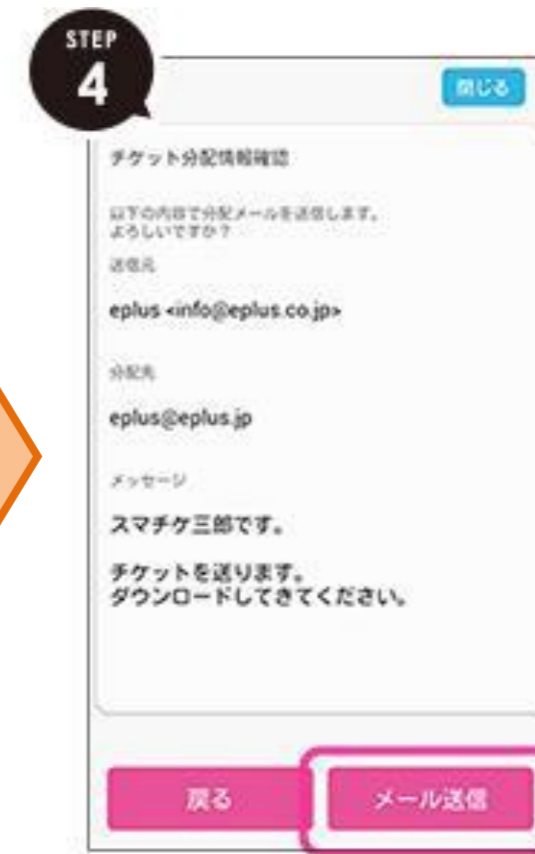 STEP
4
閉じる
チケット分配情報確認
以下の内容で分配メールを送信します。
よろしいですか？
送信元
eplus <info@eplus.co.jp>
分配先
eplus@eplus.jp
メッセージ
スマチケ三郎です。
チケットを送ります。
ダウンロードしてきてください。
戻る
メール送信